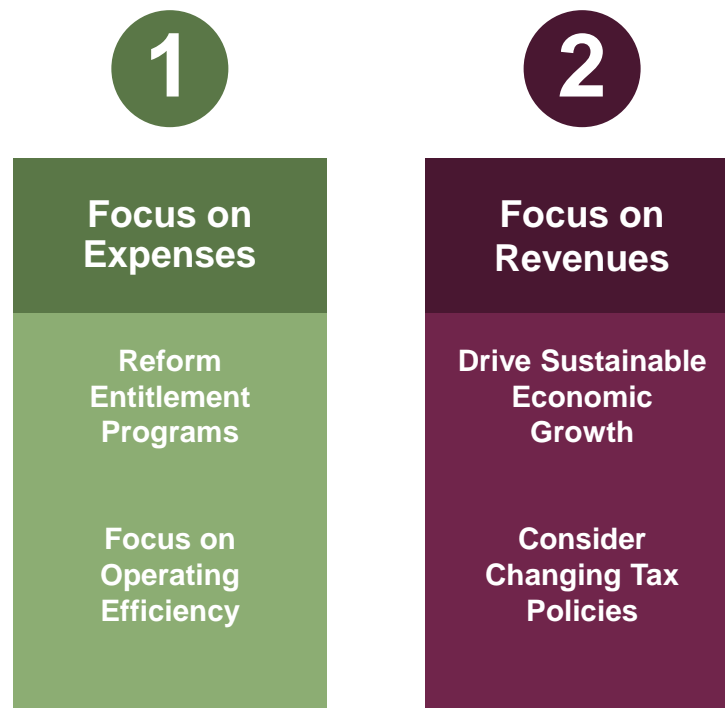 1
Focus on
Expenses
Reform
Entitlement
Programs
Focus on
Operating
Efficiency
2
Focus on
Revenues
Drive Sustainable
Economic
Growth
Consider
Changing Tax
Policies